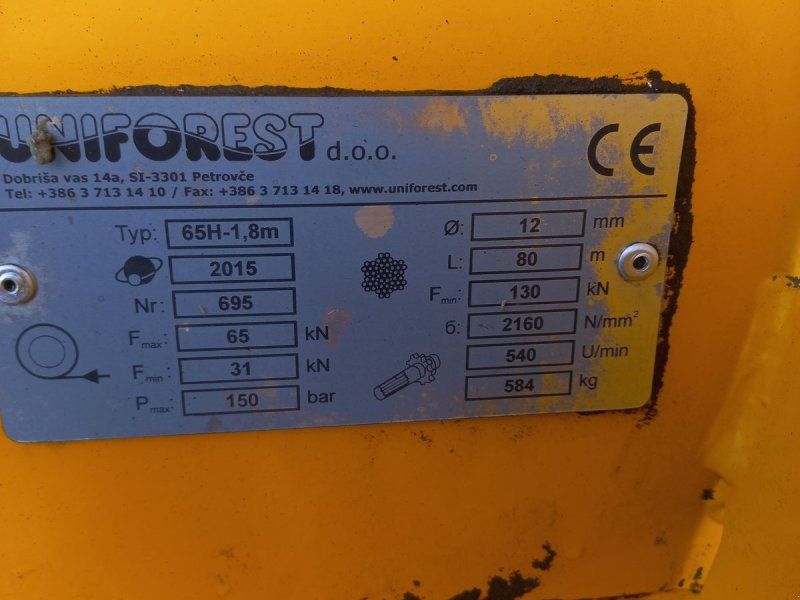 UNIFOREST d.o.o.
CE
Dobriša vas 14a, SI-3301 Petrovče
Tel: +386 3 713 14 10 / Fax: +386 3 713 14 18, www.uniforest.com
Typ: 65H-1,8m
2015
Nr: 695
Fmax: 65 kN
Fmin: 31 kN
Pmax: 150 bar
Ø: 12 mm
L: 80 m
Fmin: 130 kN
б: 2160 N/mm²
540 U/min
584 kg